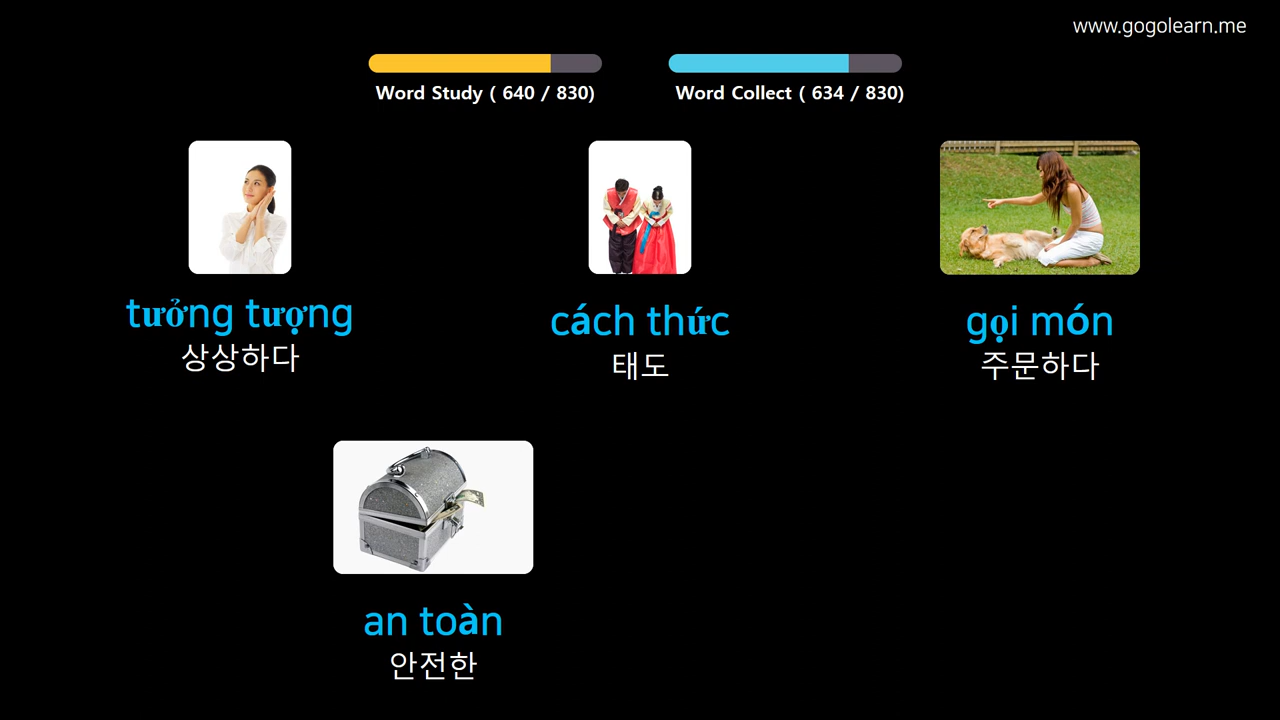 www.gogolearn.me
Word Study ( 640 / 830)
Word Collect ( 634 / 830)
tưởng tượng
상상하다
cách thức
태도
gọi món
주문하다
an toàn
안전한